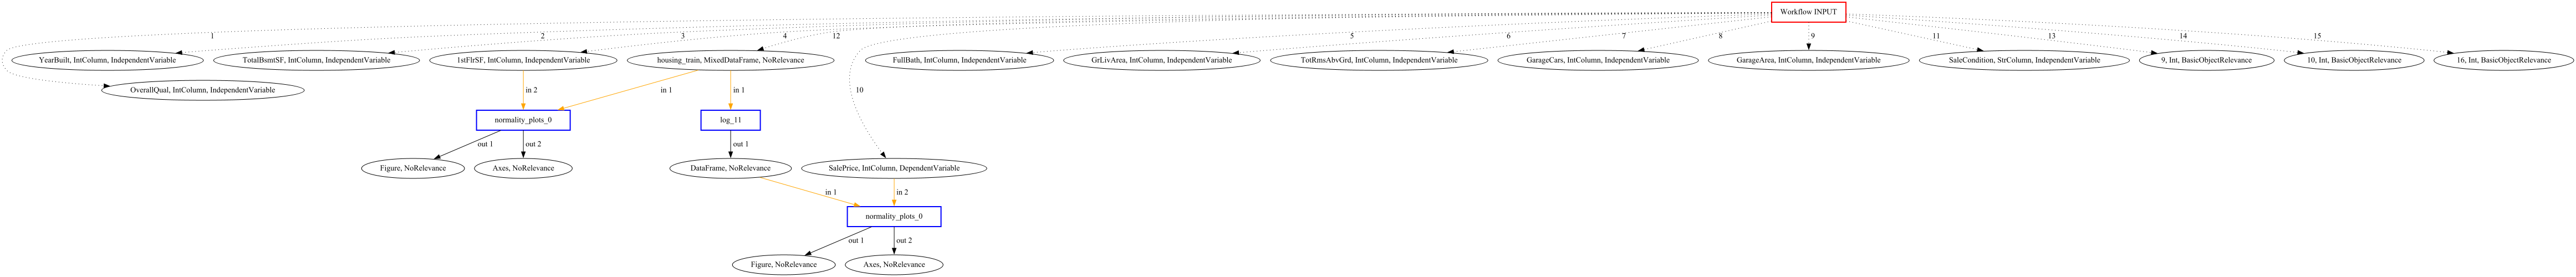 Workflow INPUT
1
2
3
4
12
5
6
7
8
9
11
13
14
15
YearBuilt, IntColumn, IndependentVariable
TotalBsmtSF, IntColumn, IndependentVariable
1stFlrSF, IntColumn, IndependentVariable
housing_train, MixedDataFrame, NoRelevance
FullBath, IntColumn, IndependentVariable
GrLivArea, IntColumn, IndependentVariable
TotRmsAbvGrd, IntColumn, IndependentVariable
GarageCars, IntColumn, IndependentVariable
GarageArea, IntColumn, IndependentVariable
SaleCondition, StrColumn, IndependentVariable
9, Int, BasicObjectRelevance
10, Int, BasicObjectRelevance
16, Int, BasicObjectRelevance
OverallQual, IntColumn, IndependentVariable
in 2
in 1
in 1
10
normality_plots_0
log_11
out 1
out 2
out 1
Figure, NoRelevance
Axes, NoRelevance
DataFrame, NoRelevance
SalePrice, IntColumn, DependentVariable
in 1
in 2
normality_plots_0
out 1
out 2
Figure, NoRelevance
Axes, NoRelevance